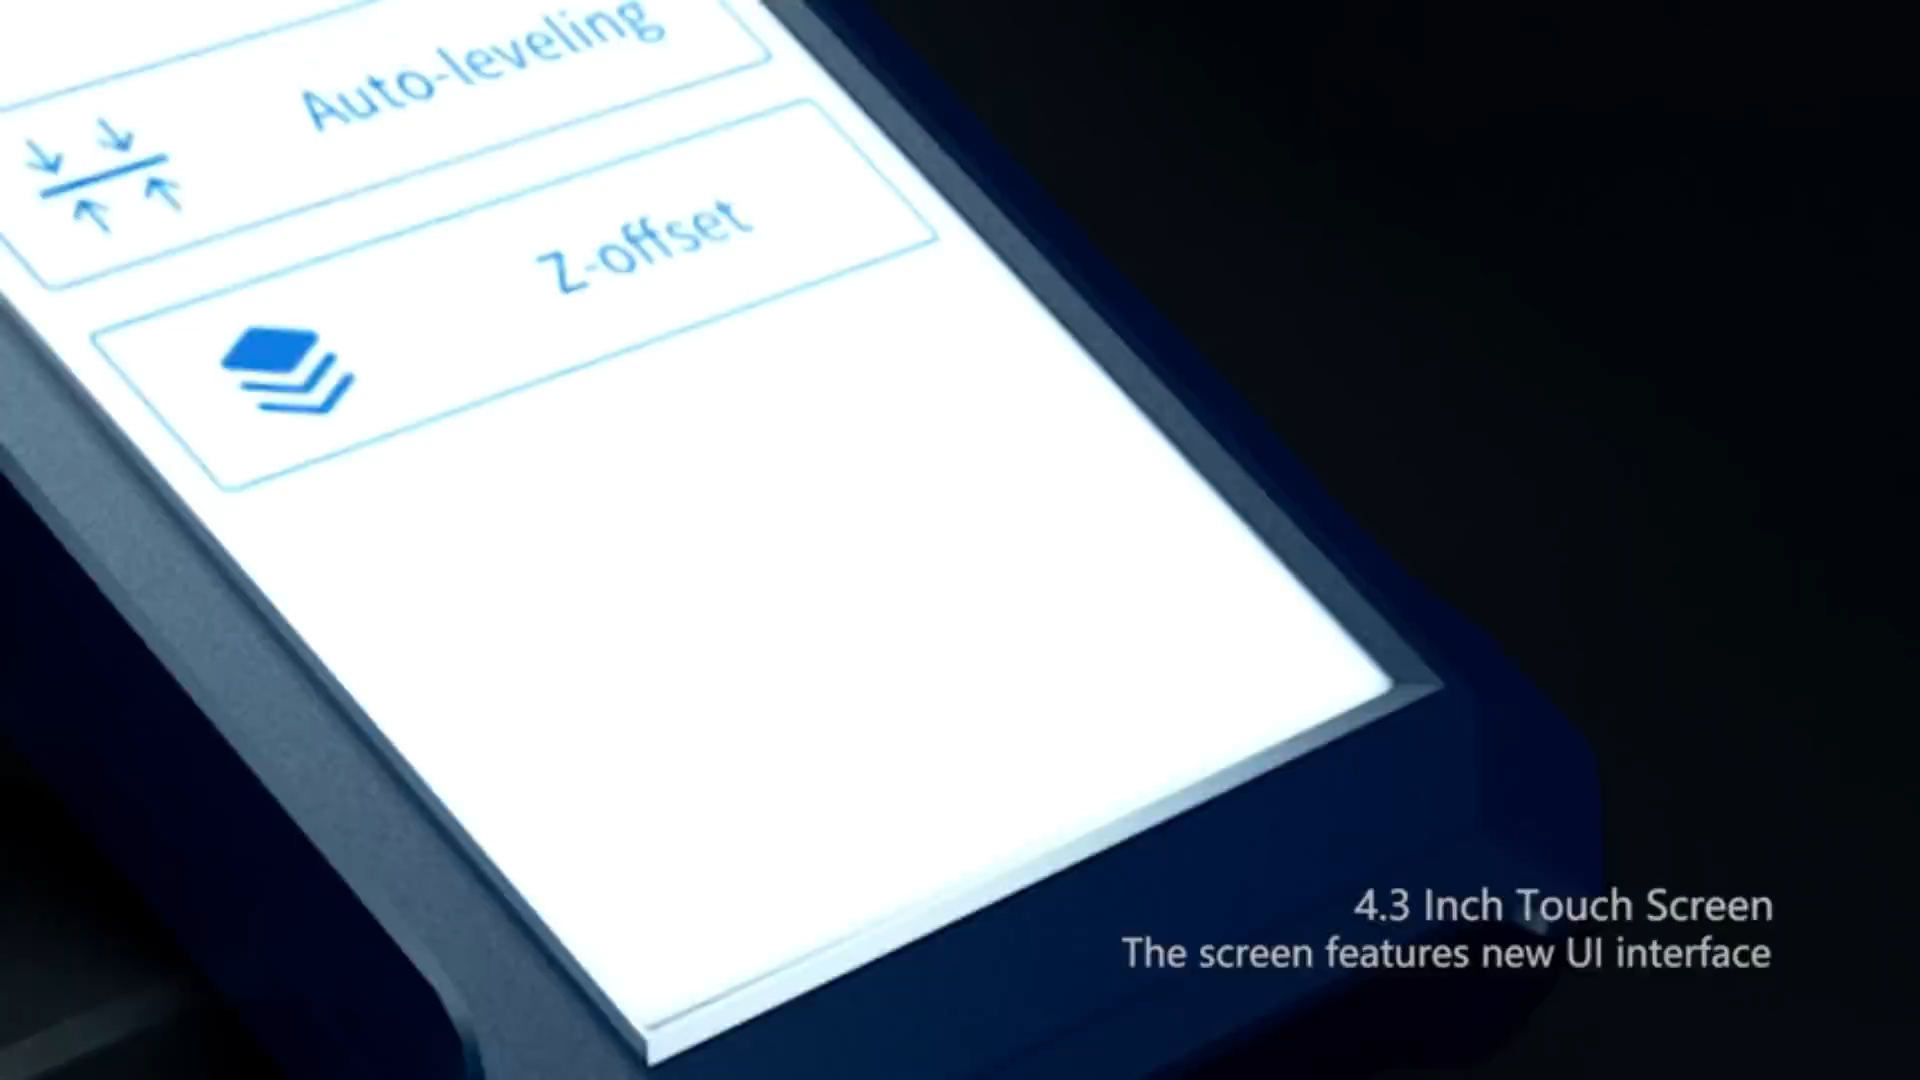 Auto-leveling
Z-offset
4.3 Inch Touch Screen
The screen features new UI interface